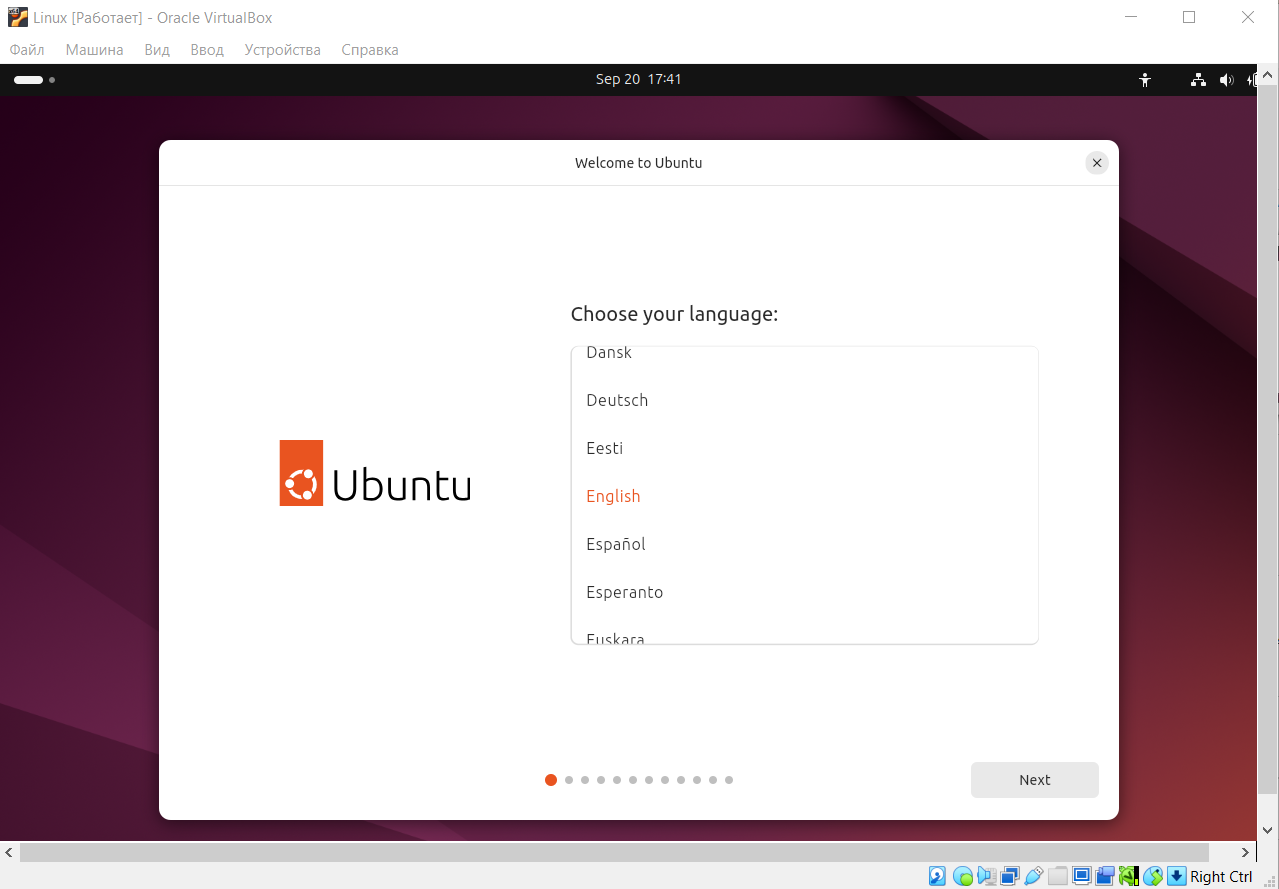 Linux [Работает] - Oracle VirtualBox
Файл Машина Вид Ввод Устройства Справка
Sep 20 17:41
Welcome to Ubuntu
Choose your language:
Dansk
Deutsch
Eesti
English
Español
Esperanto
Euskara
Ubuntu
Next
Right Ctrl